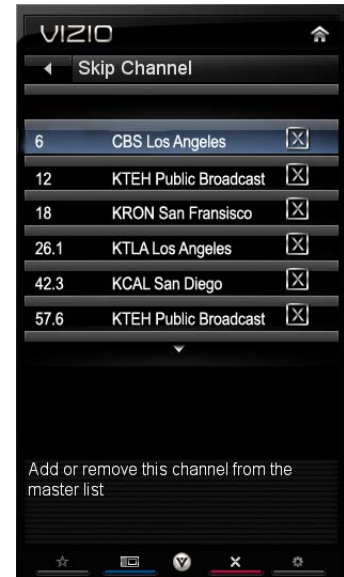 VIZIO
Skip Channel
6 CBS Los Angeles X
12 KTEH Public Broadcast X
18 KRON San Fransisco X
26.1 KTLA Los Angeles X
42.3 KCAL San Diego X
57.6 KTEH Public Broadcast X
Add or remove this channel from the
master list
V X